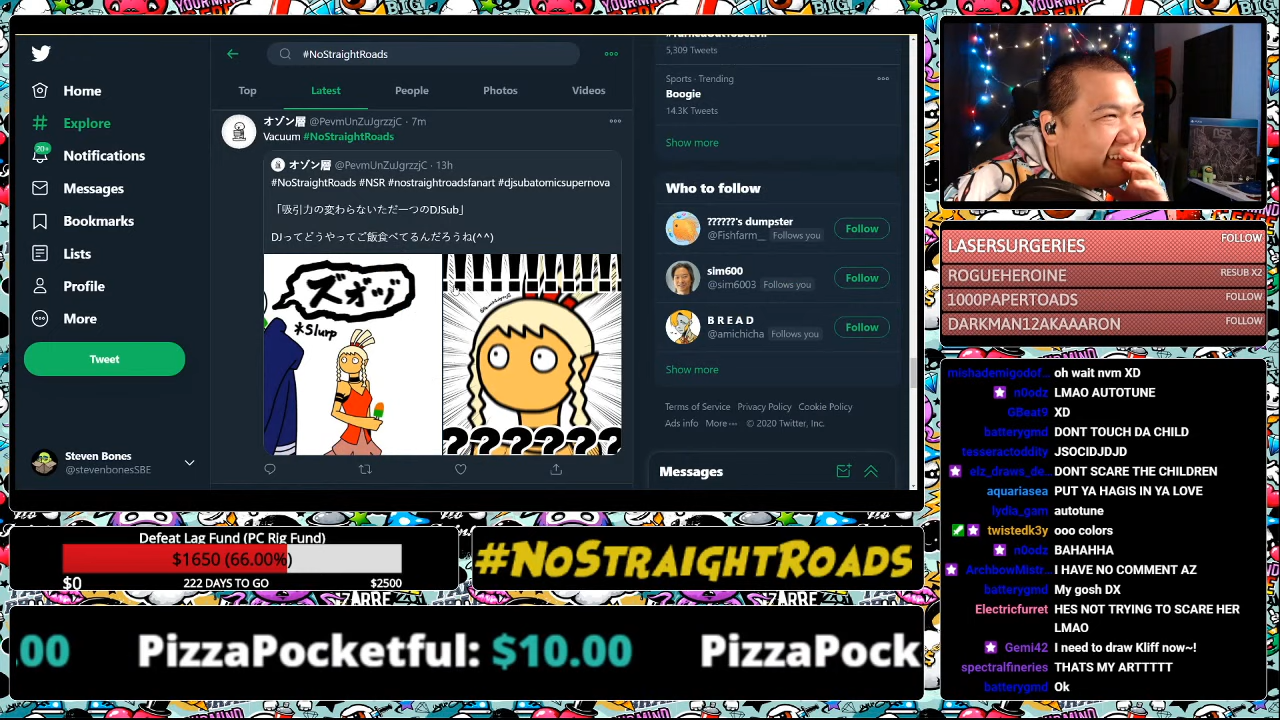 Home
Explore
20+
Notifications
Messages
Bookmarks
Lists
Profile
More
Tweet
Steven Bones
@stevenbonesSBE
#NoStraightRoads
Top
Latest
People
Photos
Videos
オゾン層 @PevmUnZuJgrzzjC · 7m
Vacuum #NoStraightRoads
オゾン層 @PevmUnZuJgrzzjC · 13h
#NoStraightRoads #NSR #nostraightroadsfanart #djsubatomicsupernova
「吸引力の変わらないただ一つのDJSub」
DJってどうやってご飯食べてるんだろうね(^^)
ズオッ
*Slurp
???????
5,309 Tweets
Sports · Trending
Boogie
14.3K Tweets
Show more
Who to follow
??????'s dumpster
@Fishfarm__ Follows you
Follow
sim600
@sim6003 Follows you
Follow
B R E A D
@amichicha Follows you
Follow
Show more
Terms of Service Privacy Policy Cookie Policy
Ads info More © 2020 Twitter, Inc.
Messages
LASERSURGERIES FOLLOW
ROGUEHEROINE RESUB X2
1000PAPERTOADS FOLLOW
DARKMAN12AKAAARON FOLLOW
mishademigodof... oh wait nvm XD
n0odz LMAO AUTOTUNE
GBeat9 XD
batterygmd DONT TOUCH DA CHILD
tesseractoddity JSOCIDJDJD
elz_draws_de... DONT SCARE THE CHILDREN
aquariasea PUT YA HAGIS IN YA LOVE
lydia_gam autotune
twistedk3y ooo colors
n0odz BAHAHHA
ArchbowMistr... I HAVE NO COMMENT AZ
batterygmd My gosh DX
Electricfurret HES NOT TRYING TO SCARE HER
LMAO
Gemi42 I need to draw Kliff now~!
spectralfineries THATS MY ARTTTTT
batterygmd Ok
Defeat Lag Fund (PC Rig Fund)
$1650 (66.00%)
$0 222 DAYS TO GO $2500
#NOSTRAIGHTROADS
.00 PizzaPocketful: $10.00 PizzaPock